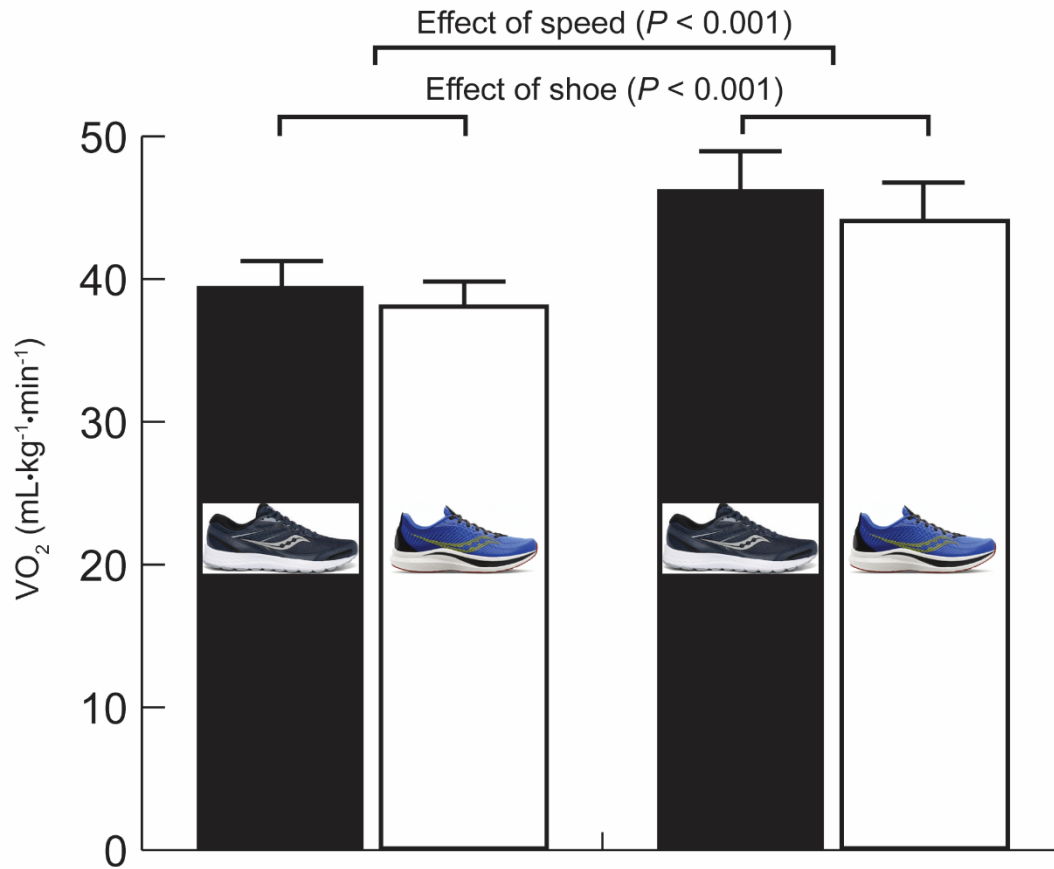 Effect of speed (P < 0.001)
Effect of shoe (P < 0.001)
50
40
30
20
10
0
VO₂ (mL·kg⁻¹·min⁻¹)